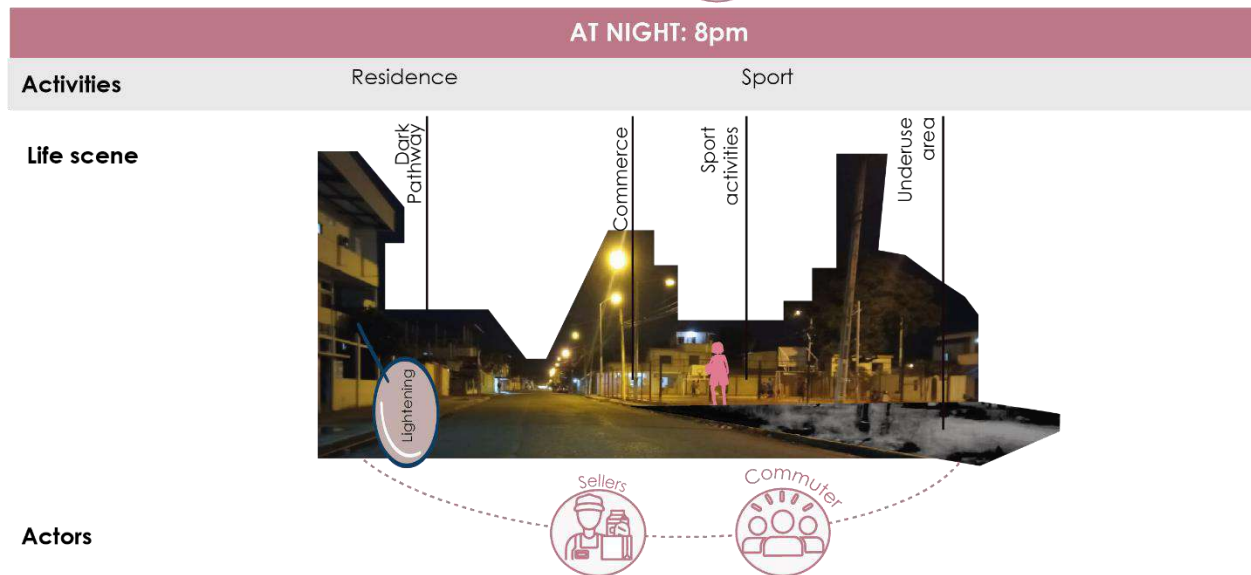 AT NIGHT: 8pm
Activities
Residence
Sport
Life scene
Dark
Pathway
Commerce
Sport
activities
Underuse
area
Lightening
Sellers
Commuter
Actors